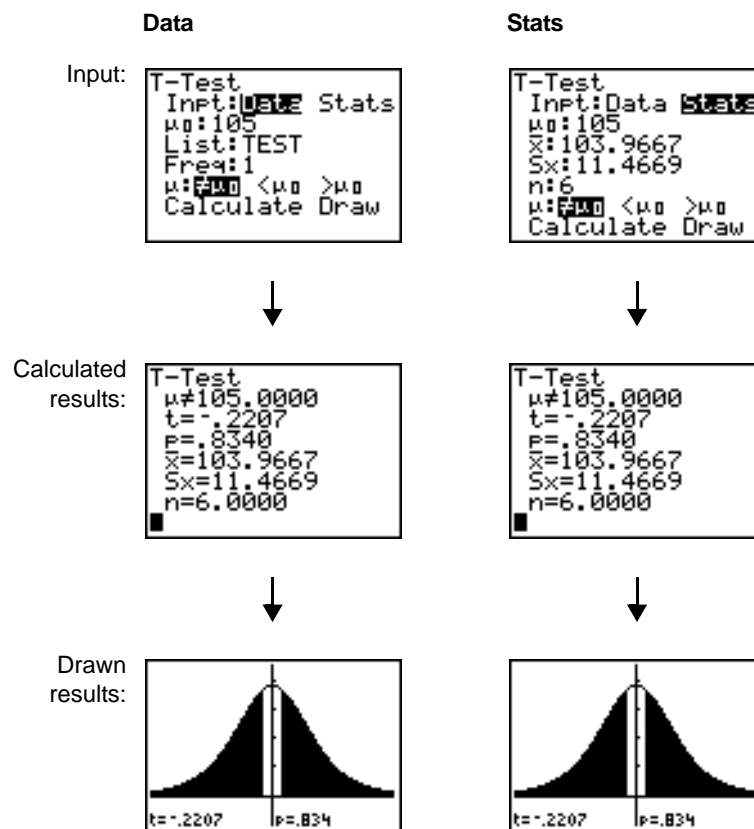 Data
Stats
Input:
T-Test
Inpt:Data Stats
μ0:105
List:TEST
Freq:1
μ:≠μ0 <μ0 >μ0
Calculate Draw
T-Test
Inpt:Data Stats
μ0:105
x̄:103.9667
Sx:11.4669
n:6
μ:≠μ0 <μ0 >μ0
Calculate Draw
Calculated
results:
T-Test
μ≠105.0000
t=-.2207
p=.8340
x̄=103.9667
Sx=11.4669
n=6.0000
T-Test
μ≠105.0000
t=-.2207
p=.8340
x̄=103.9667
Sx=11.4669
n=6.0000
Drawn
results:
t=-.2207 p=.834
t=-.2207 p=.834